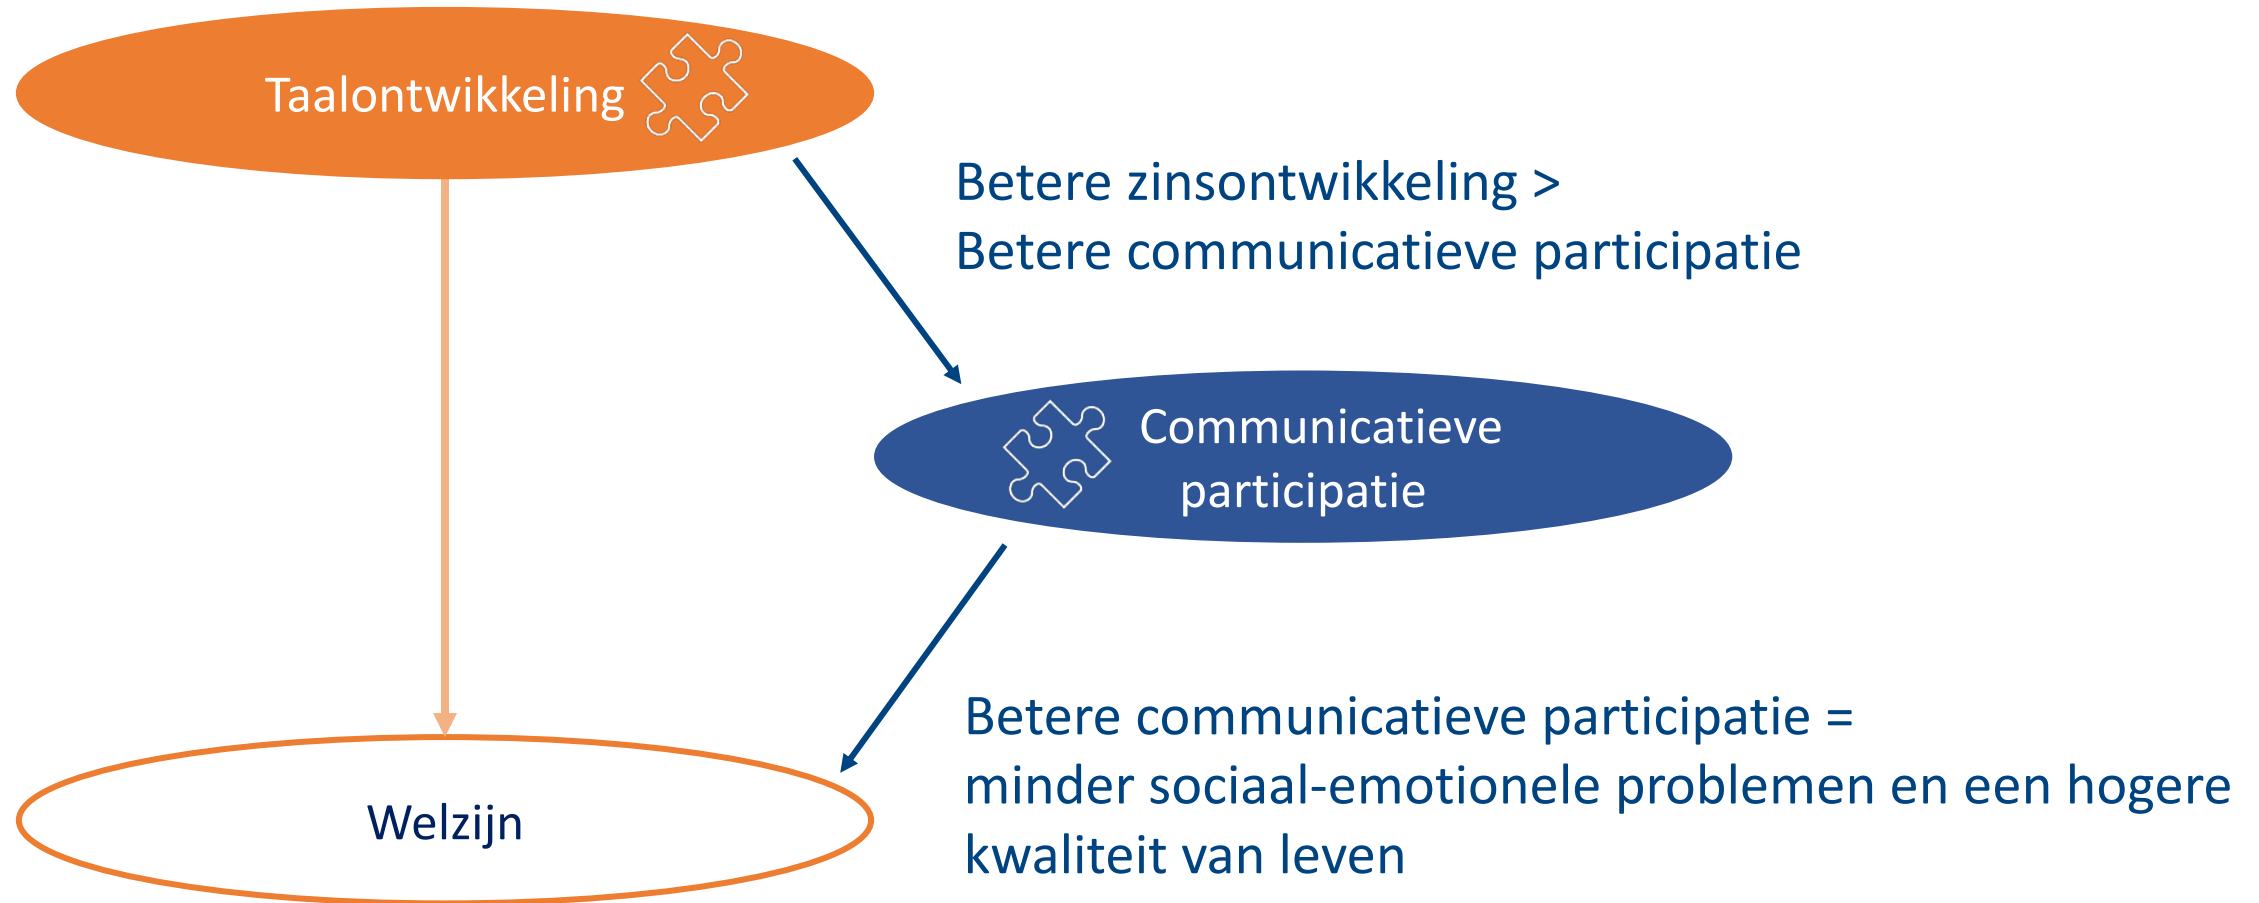 Taalontwikkeling
Betere zinsontwikkeling >
Betere communicatieve participatie
Communicatieve
participatie
Betere communicatieve participatie =
minder sociaal-emotionele problemen en een hogere
kwaliteit van leven
Welzijn